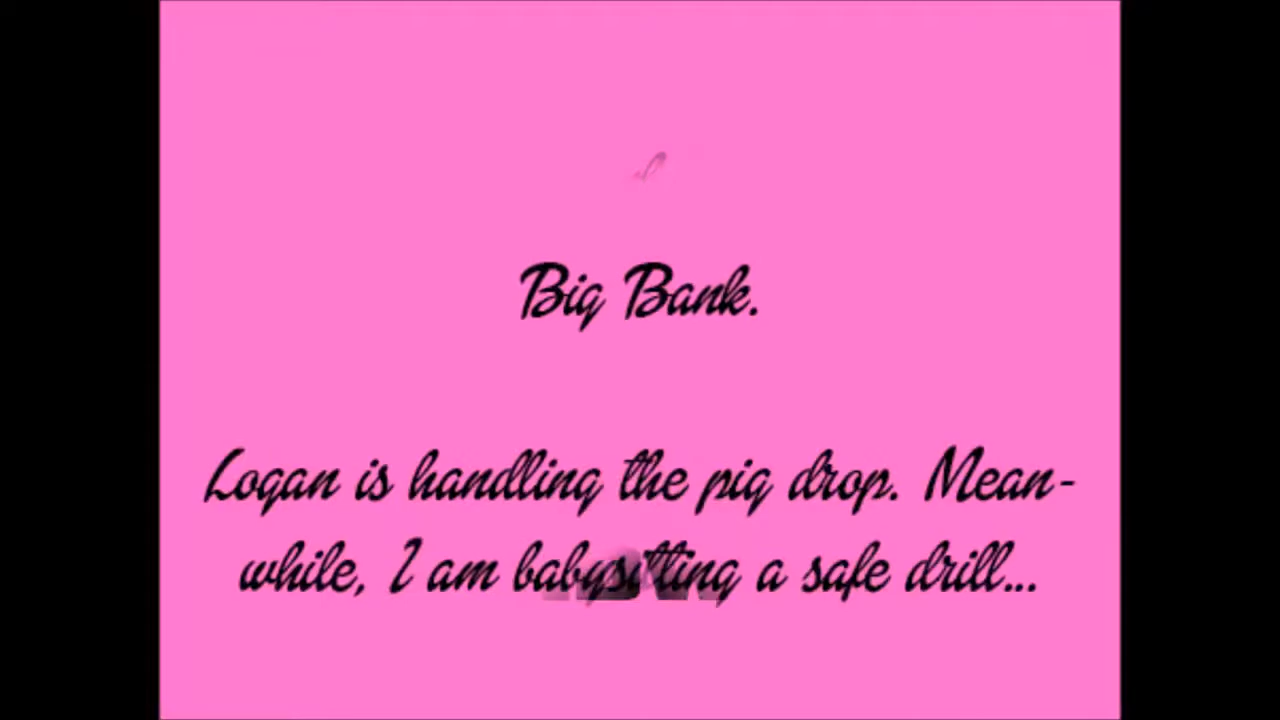 Big Bank.
Logan is handling the pig drop. Mean-
while, I am babysitting a safe drill...